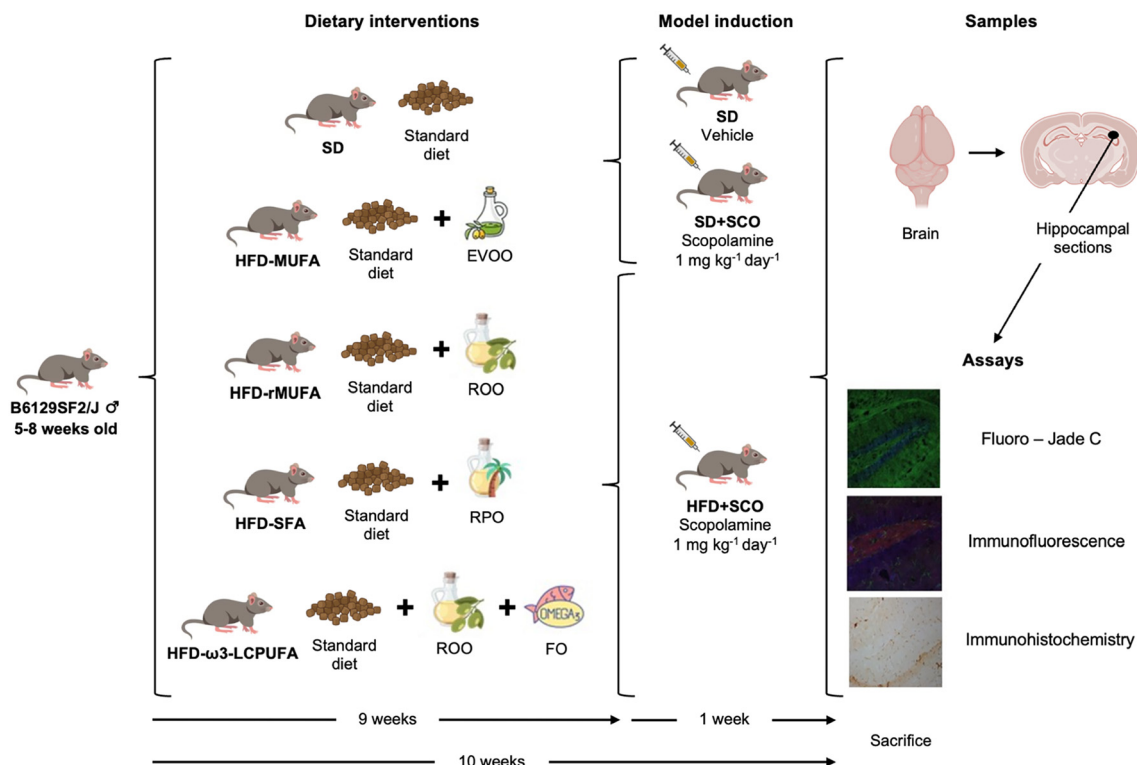 Dietary interventions
Model induction
Samples
B6129SF2/J ♂
5-8 weeks old
SD
Standard
diet
HFD-MUFA
Standard
diet
+
EVOO
HFD-rMUFA
Standard
diet
+
ROO
HFD-SFA
Standard
diet
+
RPO
HFD-ω3-LCPUFA
Standard
diet
+
ROO
+
OMEGA 3
FO
SD
Vehicle
SD+SCO
Scopolamine
1 mg kg⁻¹ day⁻¹
HFD+SCO
Scopolamine
1 mg kg⁻¹ day⁻¹
Brain
Hippocampal
sections
Assays
Fluoro – Jade C
Immunofluorescence
Immunohistochemistry
9 weeks
1 week
Sacrifice
10 weeks